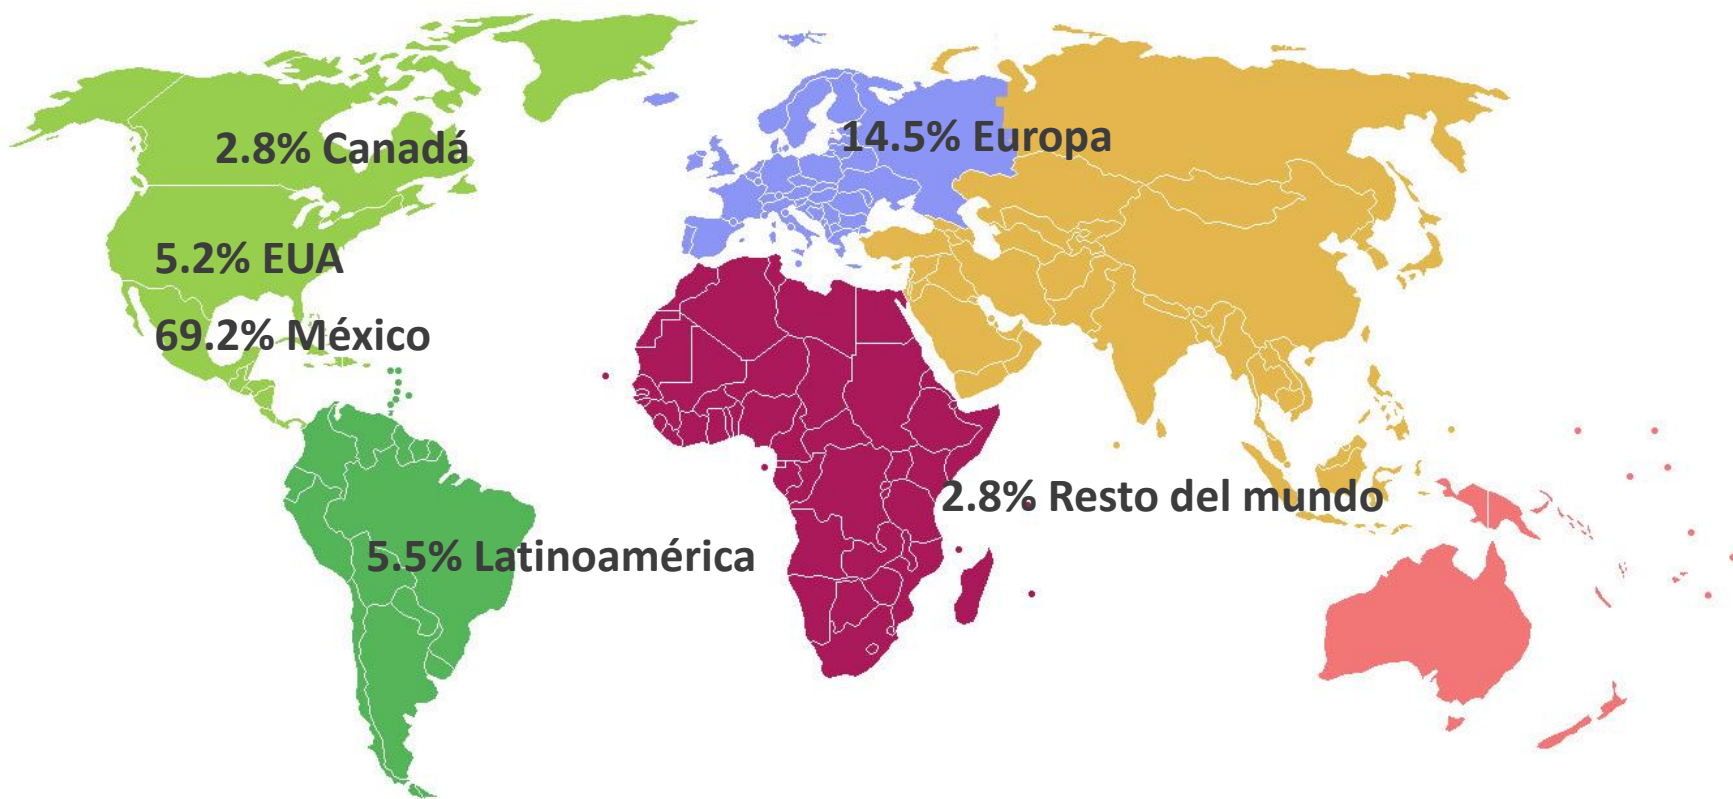 2.8% Canadá
14.5% Europa
5.2% EUA
69.2% México
2.8% Resto del mundo
5.5% Latinoamérica